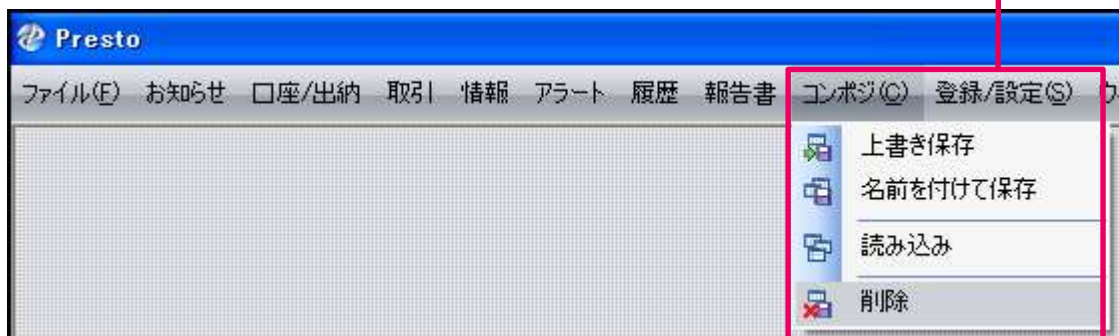 Presto
ファイル(F) お知らせ 口座/出納 取引 情報 アラート 履歴 報告書 コンポジ(C) 登録/設定(S)
上書き保存
名前を付けて保存
読み込み
削除